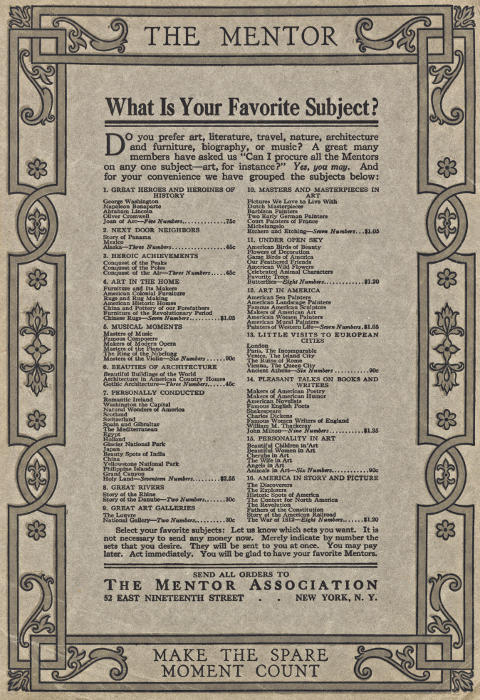 THE MENTOR
What Is Your Favorite Subject?
DO you prefer art, literature, travel, nature, architecture
and furniture, biography, or music? A great many
members have asked us "Can I procure all the Mentors
on any one subject—art, for instance?" Yes, you may. And
for your convenience we have grouped the subjects below:
1. GREAT HEROES AND HEROINES OF
HISTORY
George Washington
Napoleon Bonaparte
Abraham Lincoln
Oliver Cromwell
Joan of Arc—Five Numbers..............75c
2. NEXT DOOR NEIGHBORS
Story of Panama
Mexico
Alaska—Three Numbers..............45c
3. HEROIC ACHIEVEMENTS
Conquest of the Peaks
Conquest of the Poles
Conquest of the Air—Three Numbers.....45c
4. ART IN THE HOME
Furniture and Its Makers
American Colonial Furniture
Rugs and Rug Making
American Historic Homes
China and Pottery of our Forefathers
Furniture of the Revolutionary Period
Chinese Rugs—Seven Numbers..........$1.05
5. MUSICAL MOMENTS
Masters of Music
Famous Composers
Makers of Modern Opera
Masters of the Piano
The Ring of the Nibelung
Masters of the Violin—Six Numbers......90c
6. BEAUTIES OF ARCHITECTURE
Beautiful Buildings of the World
Architecture in American Country Homes
Gothic Architecture—Three Numbers.....45c
7. PERSONALLY CONDUCTED
Romantic Ireland
Washington the Capital
Natural Wonders of America
Scotland
Switzerland
Spain and Gibraltar
The Mediterranean
Egypt
Holland
Glacier National Park
Japan
Beauty Spots of India
China
Yellowstone National Park
Philippine Islands
Grand Canyon
Holy Land—Seventeen Numbers........$2.55
8. GREAT RIVERS
Story of the Rhine
Story of the Danube—Two Numbers......30c
9. GREAT ART GALLERIES
The Louvre
National Gallery—Two Numbers..........30c
10. MASTERS AND MASTERPIECES IN
ART
Pictures We Love to Live With
Dutch Masterpieces
Barbizon Painters
Two Early German Painters
Court Painters of France
Michelangelo
Etchers and Etching—Seven Numbers...$1.05
11. UNDER OPEN SKY
American Birds of Beauty
Flowers of Decoration
Game Birds of America
Our Feathered Friends
American Wild Flowers
Celebrated Animal Characters
Favorite Trees
Butterflies—Eight Numbers............$1.20
12. ART IN AMERICA
American Sea Painters
American Landscape Painters
Famous American Sculptors
Makers of American Art
American Women Painters
American Mural Painters
Painters of Western Life—Seven Numbers.$1.05
13. LITTLE VISITS TO EUROPEAN
CITIES
London
Paris, The Incomparable
Venice, The Island City
The Ruins of Rome
Vienna, The Queen City
Ancient Athens—Six Numbers..........90c
14. PLEASANT TALKS ON BOOKS AND
WRITERS
Makers of American Poetry
Makers of American Humor
American Novelists
Famous English Poets
Shakespeare
Charles Dickens
Famous Women Writers of England
William M. Thackeray
John Milton—Nine Numbers..........$1.35
15. PERSONALITY IN ART
Beautiful Children in Art
Beautiful Women in Art
Cherubs in Art
The Wife in Art
Angels in Art
Animals in Art—Six Numbers..........90c
16. AMERICA IN STORY AND PICTURE
The Discoverers
The Explorers
Historic Spots of America
The Contest for North America
The Revolution
Fathers of the Constitution
Story of the American Railroad
The War of 1812—Eight Numbers......$1.20
Select your favorite subjects: Let us know which sets you want. It is
not necessary to send any money now. Merely indicate by number the
sets that you desire. They will be sent to you at once. You may pay
later. Act immediately. You will be glad to have your favorite Mentors.
SEND ALL ORDERS TO
THE MENTOR ASSOCIATION
52 EAST NINETEENTH STREET . . NEW YORK, N. Y.
MAKE THE SPARE
MOMENT COUNT